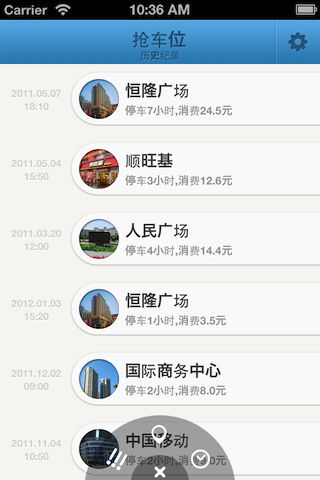 Carrier 10:36 AM
抢车位
历史纪录
2011.05.07
18:10
恒隆广场
停车7小时,消费24.5元
2011.05.04
15:50
顺旺基
停车3小时,消费12.6元
2011.03.20
12:00
人民广场
停车4小时,消费14.4元
2012.01.03
15:20
恒隆广场
停车1小时,消费3.5元
2011.12.02
09:00
国际商务中心
停车2小时,消费8.0元
2011.11.04
10:50
中国移动
停车2小时,消费4.0元